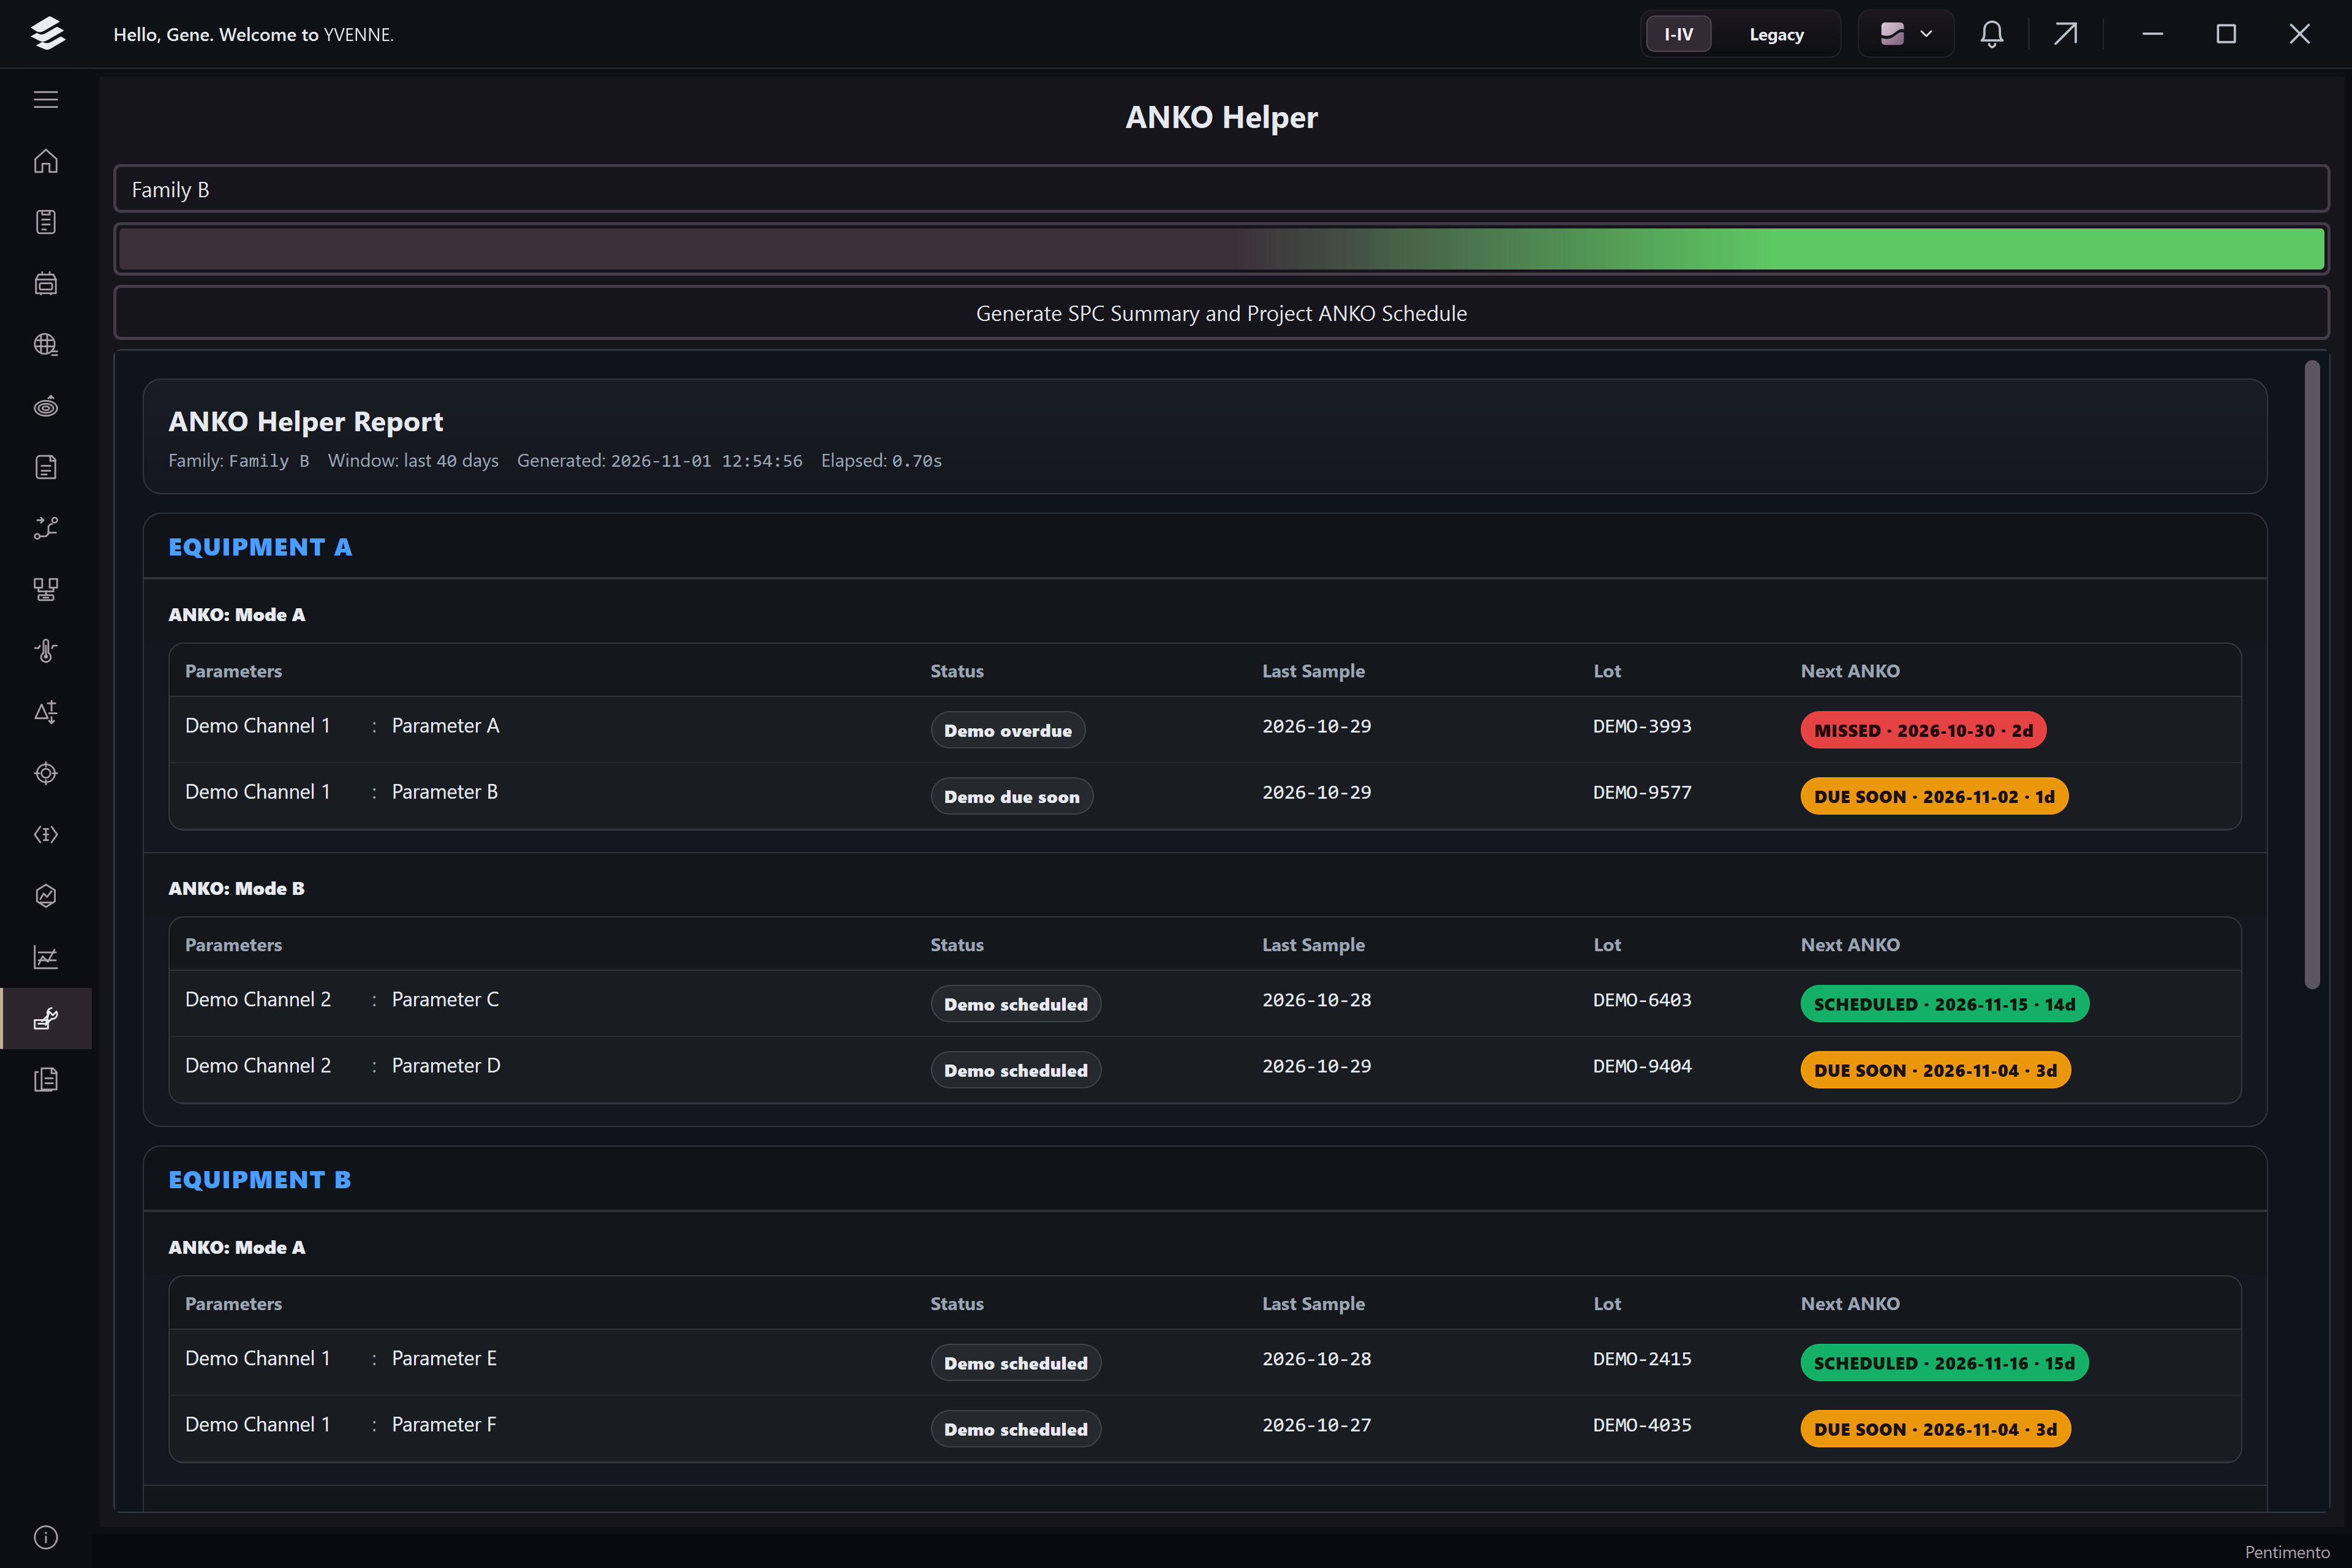 Hello, Gene. Welcome to YVENNE.
I-IV
Legacy
ANKO Helper
Family B
Generate SPC Summary and Project ANKO Schedule
ANKO Helper Report
Family: Family B Window: last 40 days Generated: 2026-11-01 12:54:56 Elapsed: 0.70s
EQUIPMENT A
ANKO: Mode A
Parameters Status Last Sample Lot Next ANKO
Demo Channel 1 : Parameter A Demo overdue 2026-10-29 DEMO-3993 MISSED · 2026-10-30 · 2d
Demo Channel 1 : Parameter B Demo due soon 2026-10-29 DEMO-9577 DUE SOON · 2026-11-02 · 1d
ANKO: Mode B
Parameters Status Last Sample Lot Next ANKO
Demo Channel 2 : Parameter C Demo scheduled 2026-10-28 DEMO-6403 SCHEDULED · 2026-11-15 · 14d
Demo Channel 2 : Parameter D Demo scheduled 2026-10-29 DEMO-9404 DUE SOON · 2026-11-04 · 3d
EQUIPMENT B
ANKO: Mode A
Parameters Status Last Sample Lot Next ANKO
Demo Channel 1 : Parameter E Demo scheduled 2026-10-28 DEMO-2415 SCHEDULED · 2026-11-16 · 15d
Demo Channel 1 : Parameter F Demo scheduled 2026-10-27 DEMO-4035 DUE SOON · 2026-11-04 · 3d
Pentimento